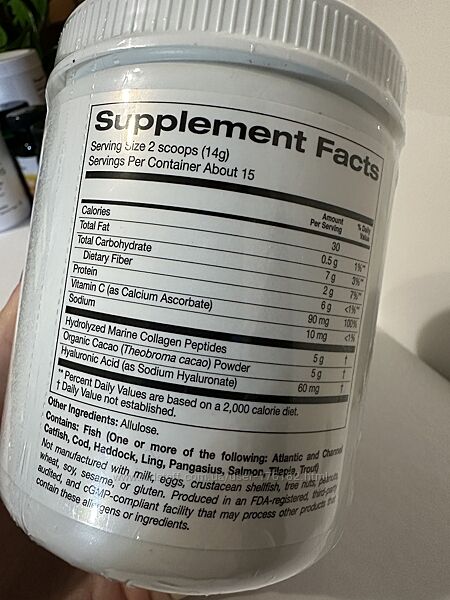 Supplement Facts
Serving Size 2 scoops (14g)
Servings Per Container About 15
Amount Per Serving % Daily Value
Calories 30
Total Fat 0.5 g 1%**
Total Carbohydrate 7 g 3%**
Dietary Fiber 2 g 7%**
Protein 6 g <1%**
Vitamin C (as Calcium Ascorbate) 90 mg 100%
Sodium 10 mg <1%
Hydrolyzed Marine Collagen Peptides 5 g †
Organic Cacao (Theobroma cacao) Powder 5 g †
Hyaluronic Acid (as Sodium Hyaluronate) 60 mg †
** Percent Daily Values are based on a 2,000 calorie diet.
† Daily Value not established.
Other Ingredients: Allulose.
Contains: Fish (One or more of the following: Atlantic and Channel
Catfish, Cod, Haddock, Ling, Pangasius, Salmon, Tilapia, Trout)
Not manufactured with milk, eggs, crustacean shellfish, tree nuts, peanuts,
wheat, soy, sesame, or gluten. Produced in an FDA-registered, third-party
audited, and cGMP-compliant facility that may process other products that
contain these allergens or ingredients.